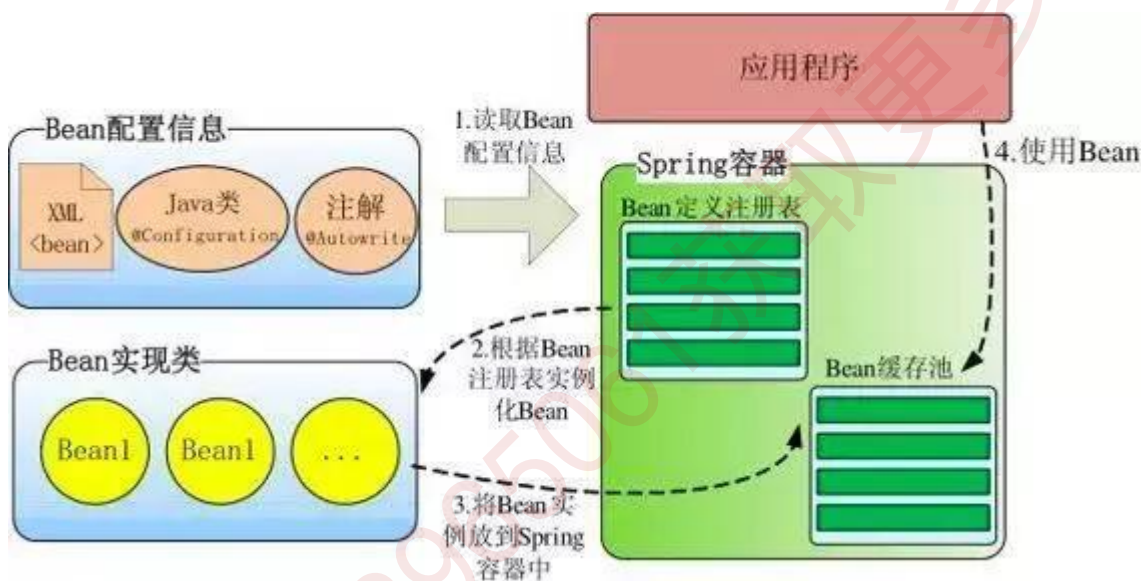 应用程序
Bean配置信息
XML
<bean>
Java类
@Configuration
注解
@Autowrite
1.读取Bean
配置信息
Spring容器
Bean定义注册表
4.使用Bean
2.根据Bean
注册表实例
化Bean
Bean实现类
Bean1
Bean1
...
Bean缓存池
3.将Bean实
例放到Spring
容器中